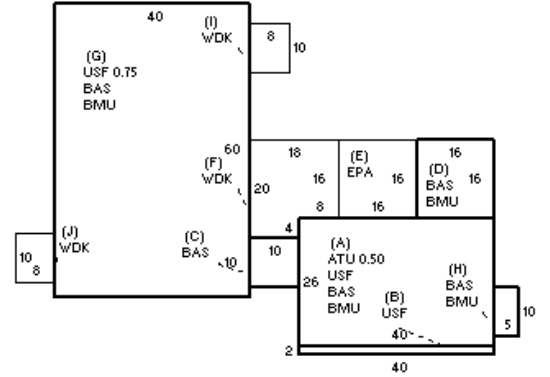 40
(I)
WDK
8
10
(G)
USF 0.75
BAS
BMU
60
(F)
WDK
20
18
16
8
(E)
EPA
16
16
16
(D)
BAS
BMU
16
4
(J)
WDK
10
8
(C)
BAS
10
10
26
(A)
ATU 0.50
USF
BAS
BMU
(B)
USF
40
(H)
BAS
BMU
10
5
2
40